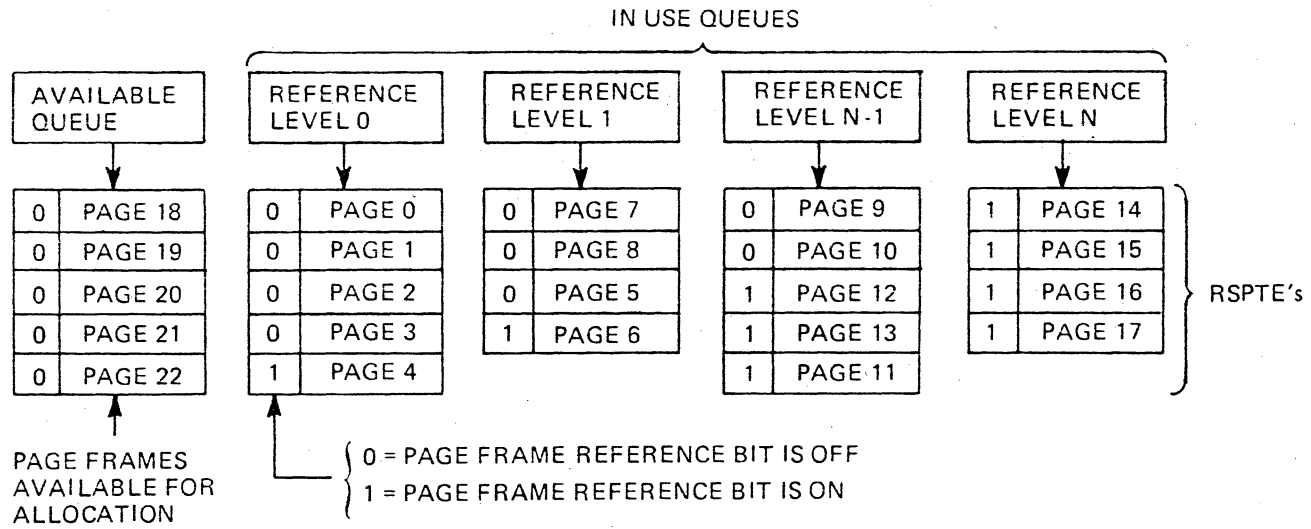 IN USE QUEUES
AVAILABLE
QUEUE
REFERENCE
LEVEL 0
REFERENCE
LEVEL 1
REFERENCE
LEVEL N-1
REFERENCE
LEVEL N
0 PAGE 18
0 PAGE 19
0 PAGE 20
0 PAGE 21
0 PAGE 22
0 PAGE 0
0 PAGE 1
0 PAGE 2
0 PAGE 3
1 PAGE 4
0 PAGE 7
0 PAGE 8
0 PAGE 5
1 PAGE 6
0 PAGE 9
0 PAGE 10
1 PAGE 12
1 PAGE 13
1 PAGE 11
1 PAGE 14
1 PAGE 15
1 PAGE 16
1 PAGE 17
RSPTE's
PAGE FRAMES
AVAILABLE FOR
ALLOCATION
0 = PAGE FRAME REFERENCE BIT IS OFF
1 = PAGE FRAME REFERENCE BIT IS ON